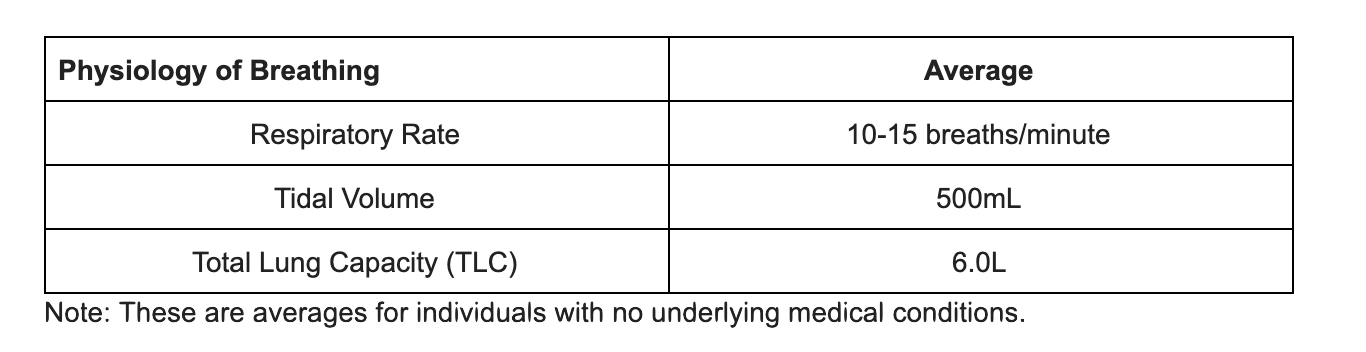 Physiology of Breathing Average
Respiratory Rate 10-15 breaths/minute
Tidal Volume 500mL
Total Lung Capacity (TLC) 6.0L
Note: These are averages for individuals with no underlying medical conditions.